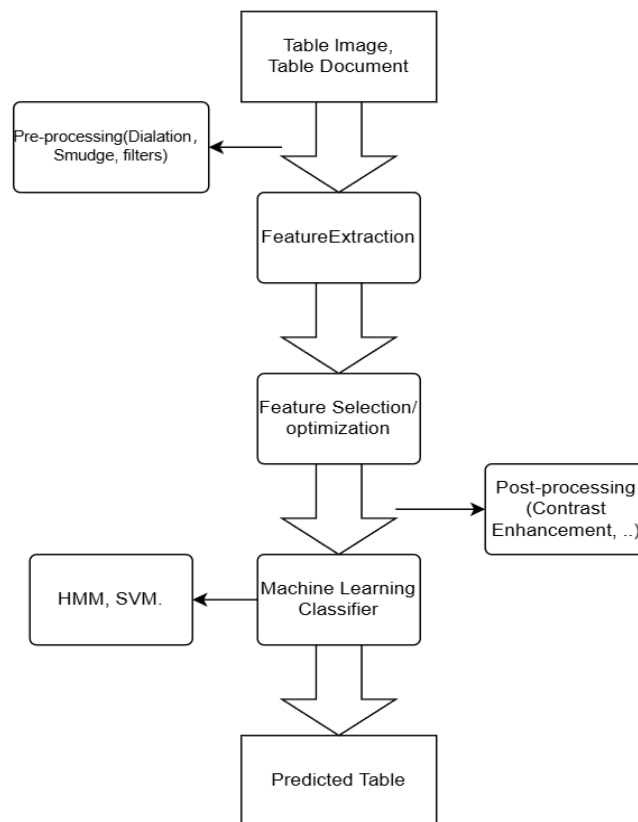 Table Image,
Table Document
Pre-processing(Dialation,
Smudge, filters)
FeatureExtraction
Feature Selection/
optimization
Post-processing
(Contrast
Enhancement, ..)
Machine Learning
Classifier
HMM, SVM.
Predicted Table